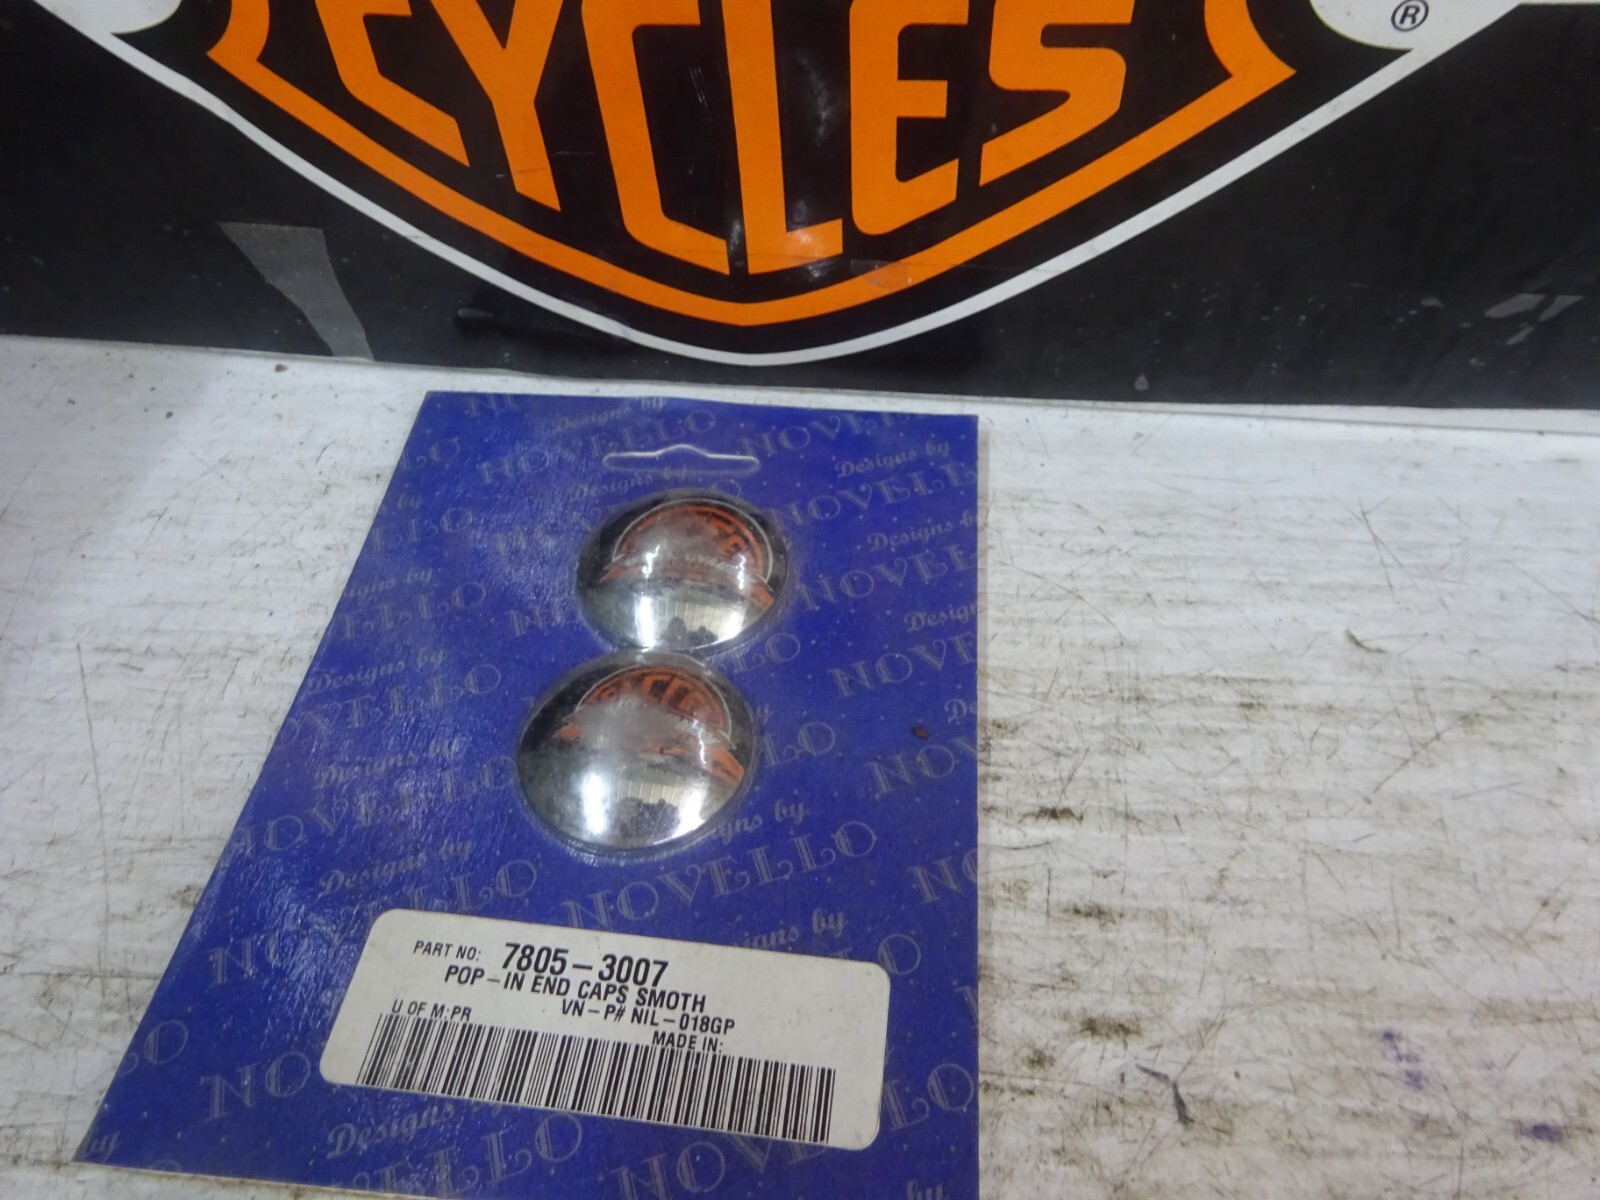 CYCLES
®
Designs by
NOVELLO
PART NO: 7805-3007
POP-IN END CAPS SMOTH
U OF M:PR VN-P# NIL-018GP
MADE IN: